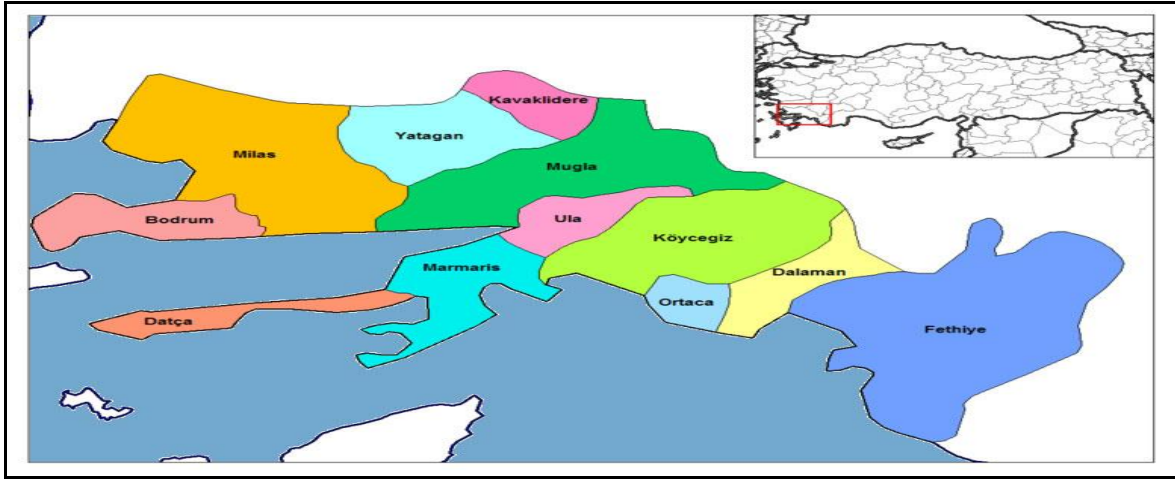 Kavaklidere
Yatagan
Milas
Mugla
Bodrum
Ula
Köycegiz
Marmaris
Dalaman
Ortaca
Datça
Fethiye